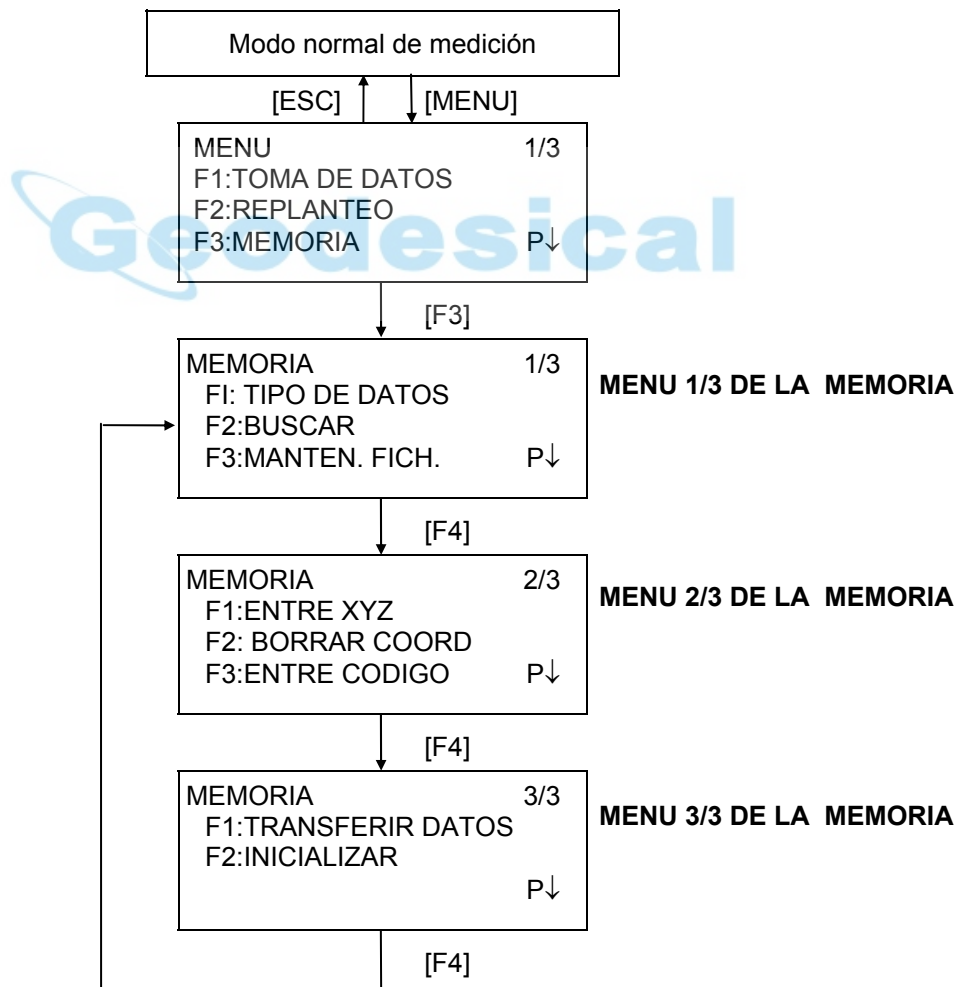 Modo normal de medición
[ESC] [MENU]
MENU 1/3
F1:TOMA DE DATOS
F2:REPLANTEO
F3:MEMORIA P↓
Geodesical
[F3]
MEMORIA 1/3
FI: TIPO DE DATOS
F2:BUSCAR
F3:MANTEN. FICH. P↓
MENU 1/3 DE LA MEMORIA
[F4]
MEMORIA 2/3
F1:ENTRE XYZ
F2: BORRAR COORD
F3:ENTRE CODIGO P↓
MENU 2/3 DE LA MEMORIA
[F4]
MEMORIA 3/3
F1:TRANSFERIR DATOS
F2:INICIALIZAR
P↓
MENU 3/3 DE LA MEMORIA
[F4]